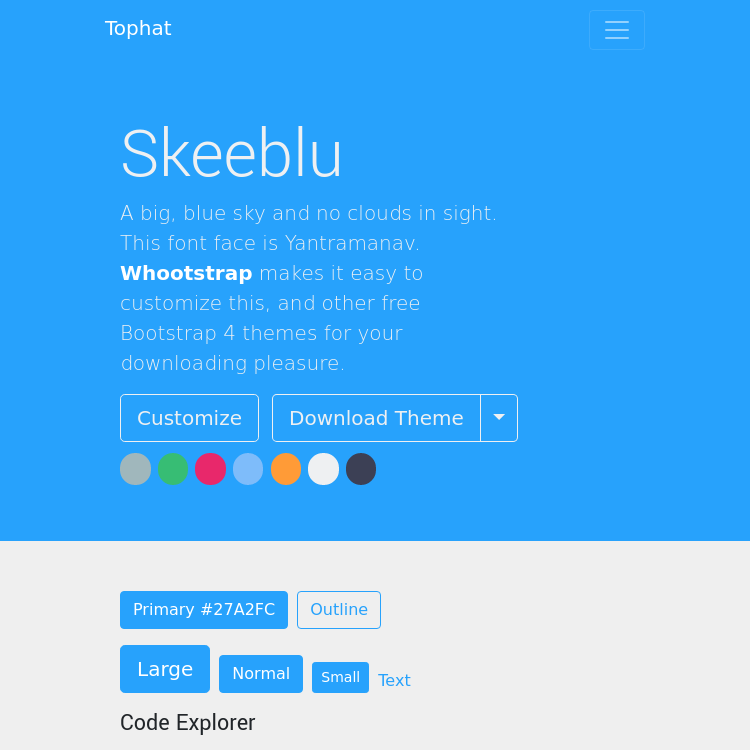 Tophat
Skeeblu
A big, blue sky and no clouds in sight.
This font face is Yantramanav.
Whootstrap makes it easy to
customize this, and other free
Bootstrap 4 themes for your
downloading pleasure.
Customize Download Theme
Primary #27A2FC Outline
Large Normal Small Text
Code Explorer